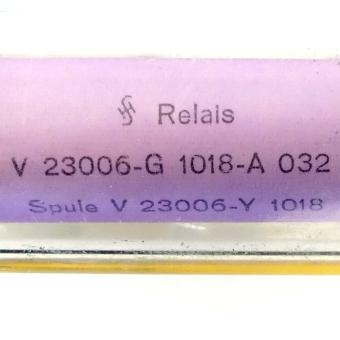 Relais
V 23006-G 1018-A 032
Spule V 23006-Y 1018